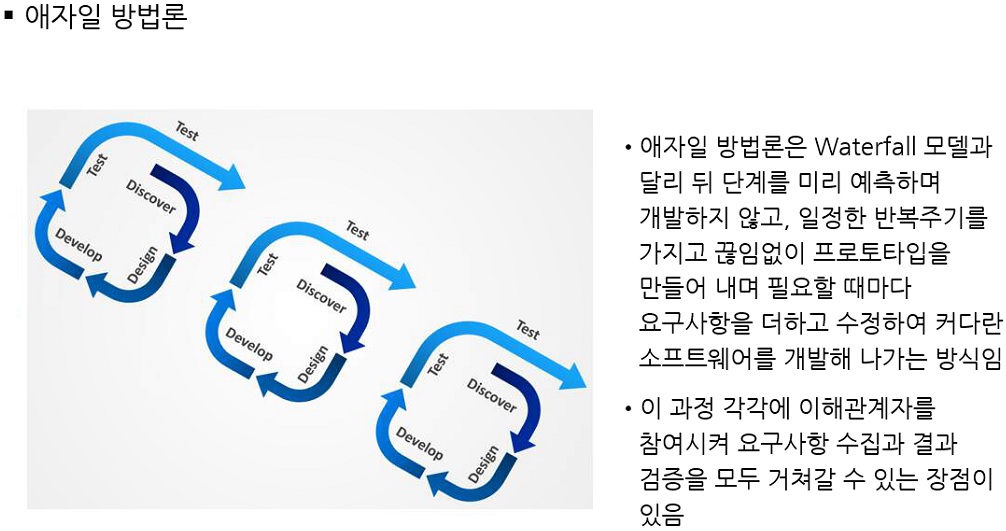 ▪ 애자일 방법론
Test
Test
Discover
Design
Develop
Test
Test
Discover
Design
Develop
Test
Test
Discover
Design
Develop
• 애자일 방법론은 Waterfall 모델과
달리 뒤 단계를 미리 예측하며
개발하지 않고, 일정한 반복주기를
가지고 끊임없이 프로토타입을
만들어 내며 필요할 때마다
요구사항을 더하고 수정하여 커다란
소프트웨어를 개발해 나가는 방식임
• 이 과정 각각에 이해관계자를
참여시켜 요구사항 수집과 결과
검증을 모두 거쳐갈 수 있는 장점이
있음